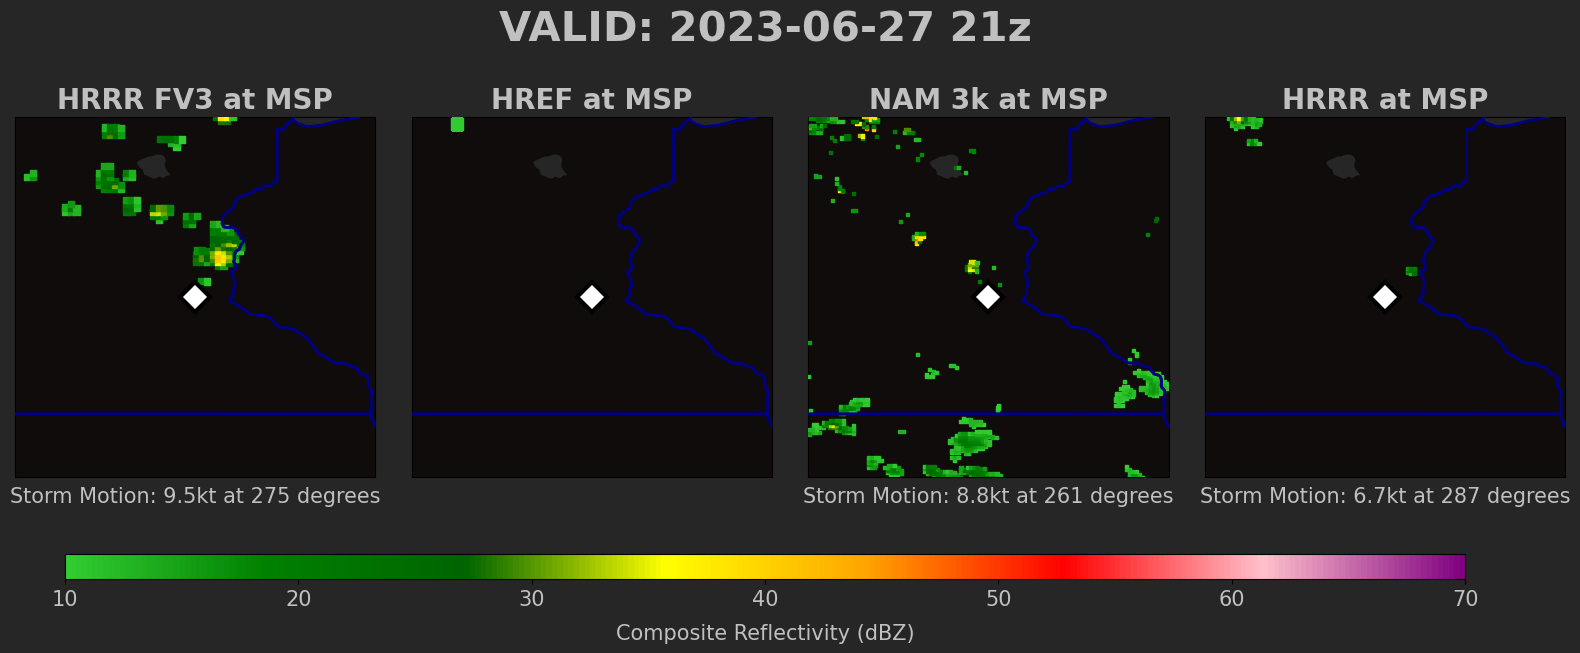 VALID: 2023-06-27 21z
HRRR FV3 at MSP
HREF at MSP
NAM 3k at MSP
HRRR at MSP
Storm Motion: 9.5kt at 275 degrees
Storm Motion: 8.8kt at 261 degrees
Storm Motion: 6.7kt at 287 degrees
10 20 30 40 50 60 70
Composite Reflectivity (dBZ)